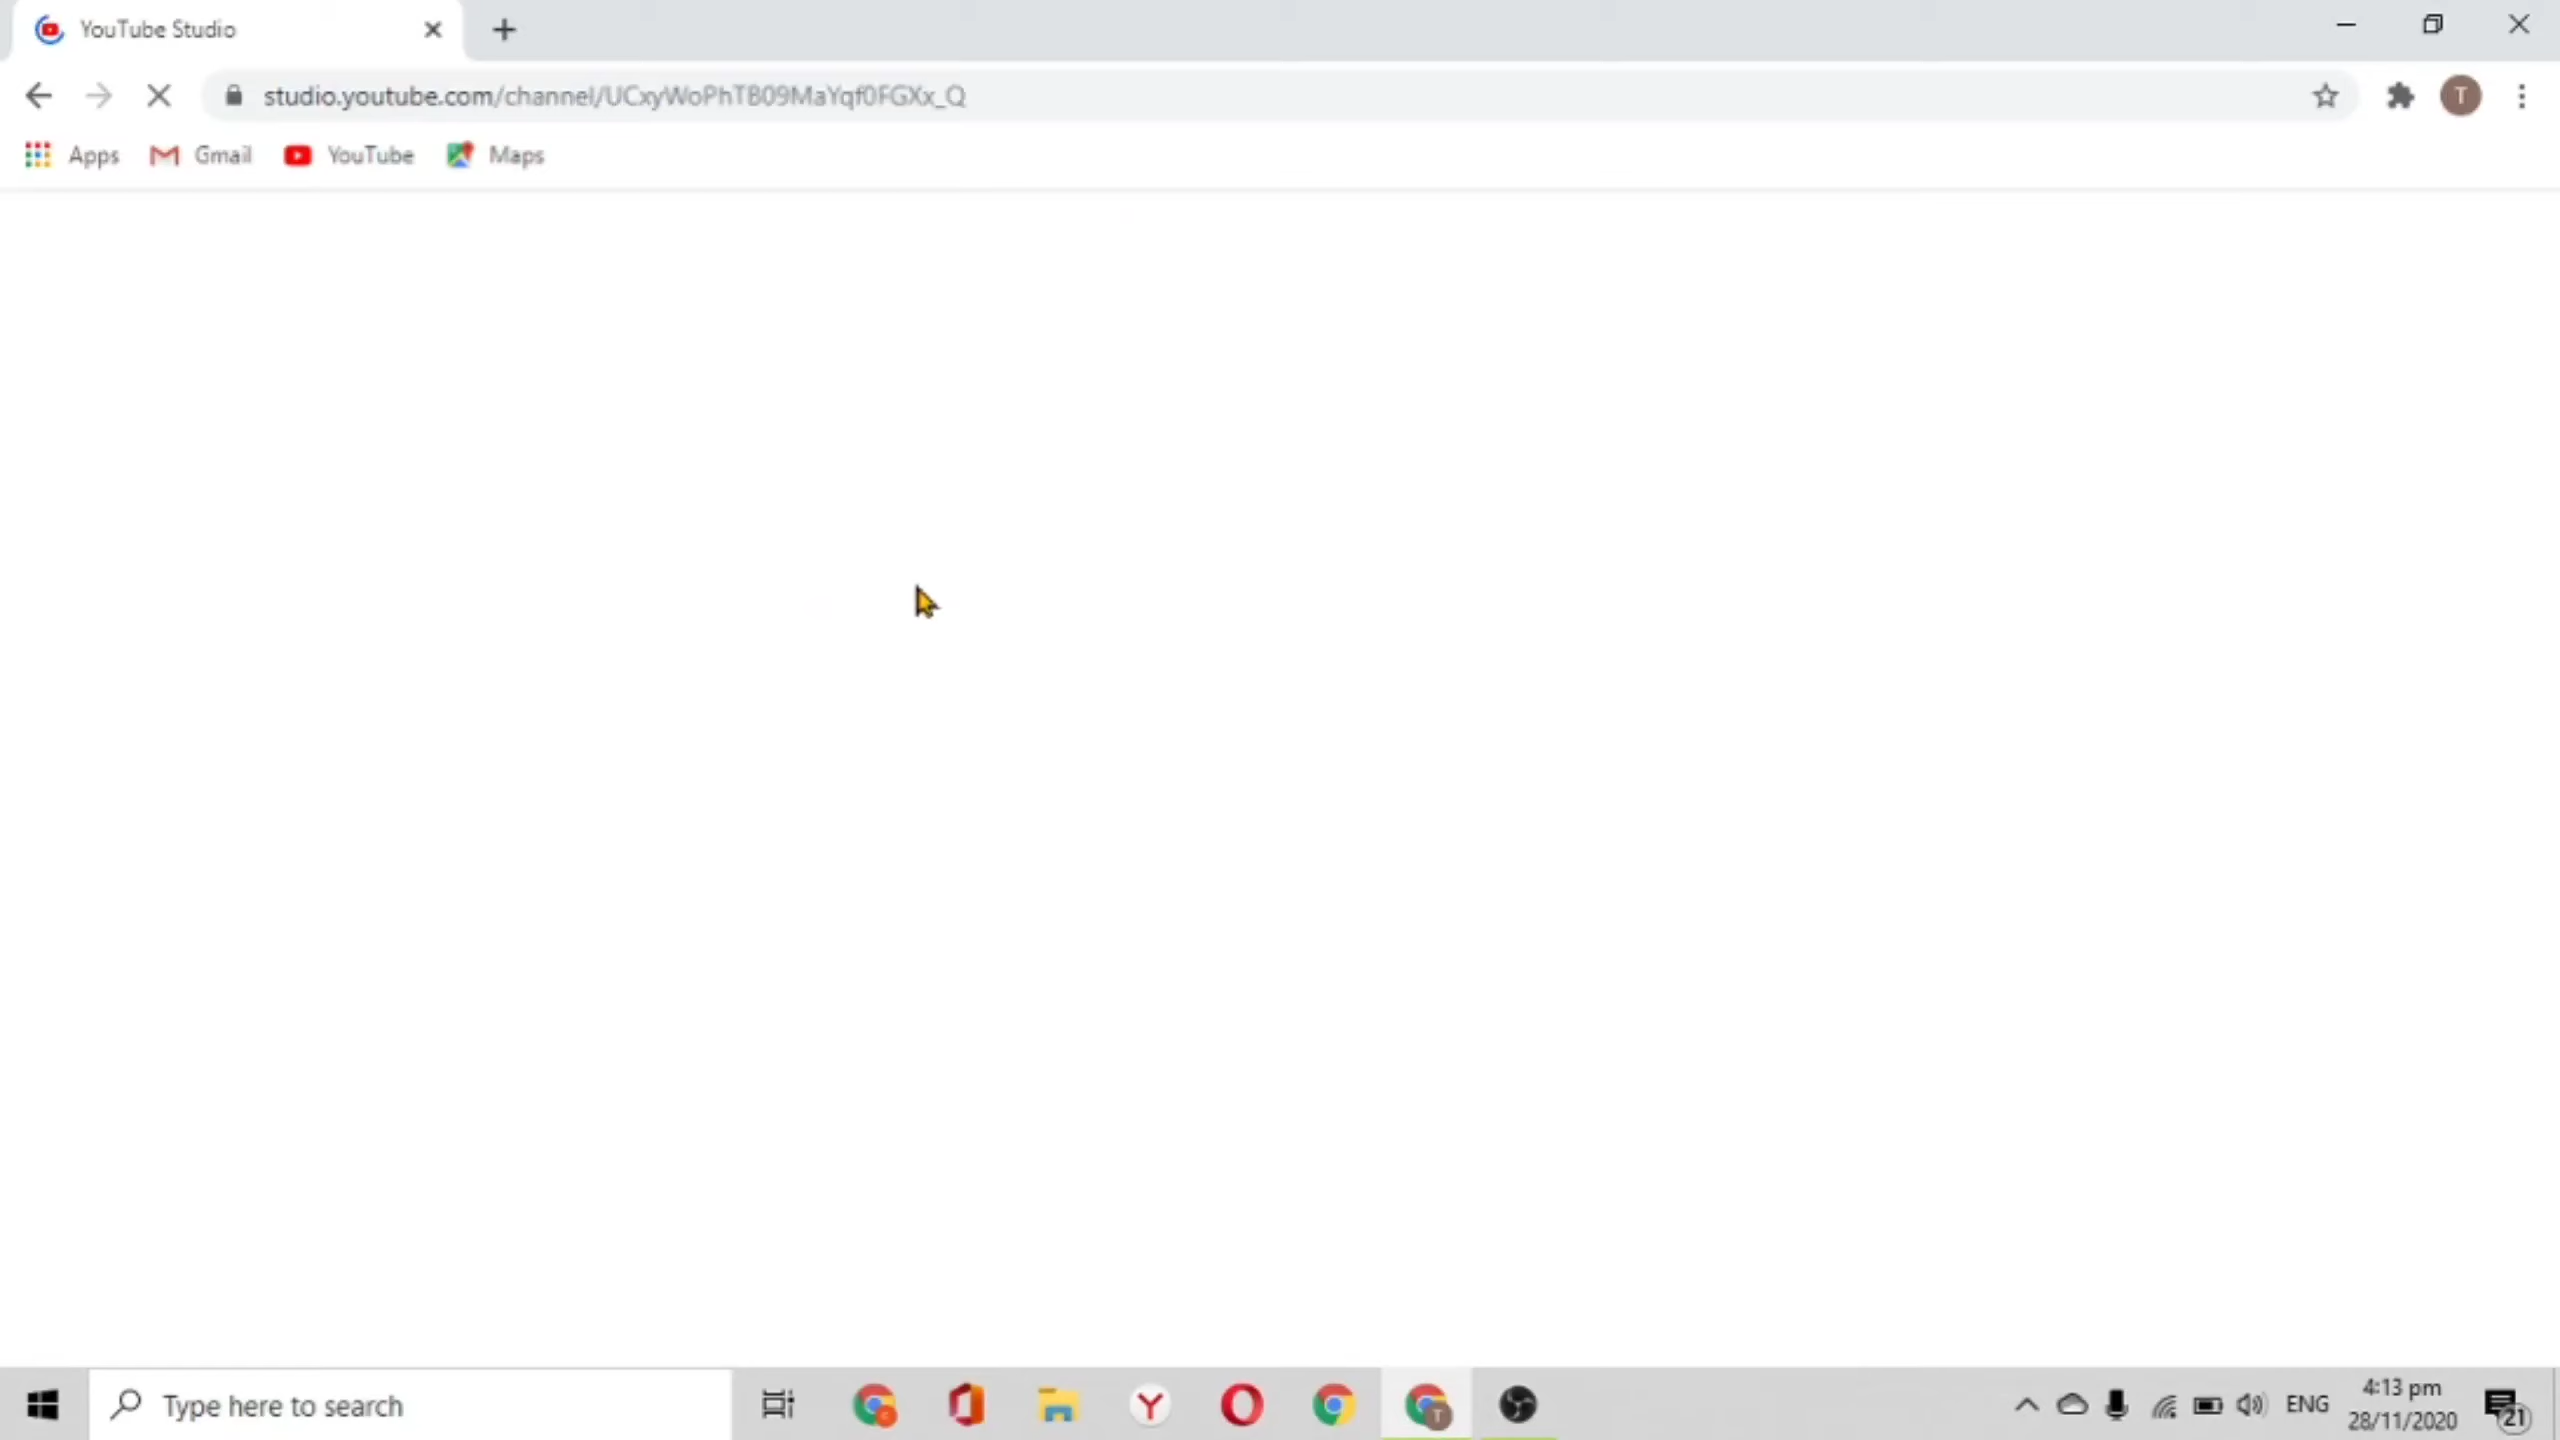 YouTube Studio
studio.youtube.com/channel/UCxyWoPhTB09MaYqf0FGXx_Q
T
Apps Gmail YouTube Maps
Type here to search
T
ENG
4:13 pm
28/11/2020
21